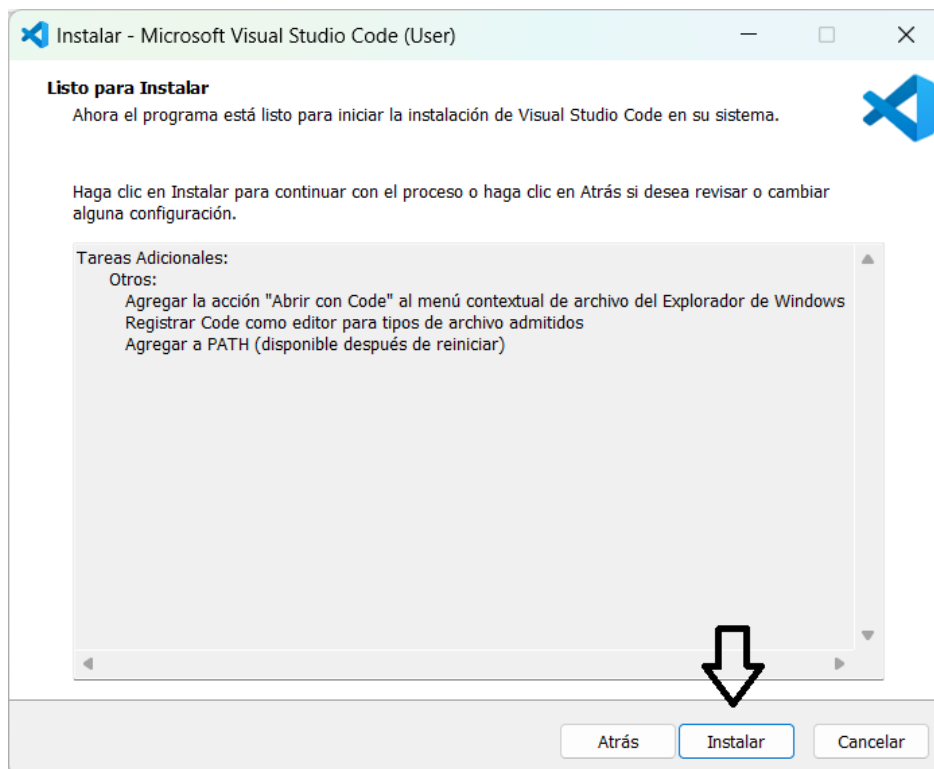 Instalar - Microsoft Visual Studio Code (User)
Listo para Instalar
Ahora el programa está listo para iniciar la instalación de Visual Studio Code en su sistema.
Haga clic en Instalar para continuar con el proceso o haga clic en Atrás si desea revisar o cambiar
alguna configuración.
Tareas Adicionales:
Otros:
Agregar la acción "Abrir con Code" al menú contextual de archivo del Explorador de Windows
Registrar Code como editor para tipos de archivo admitidos
Agregar a PATH (disponible después de reiniciar)
Atrás Instalar Cancelar